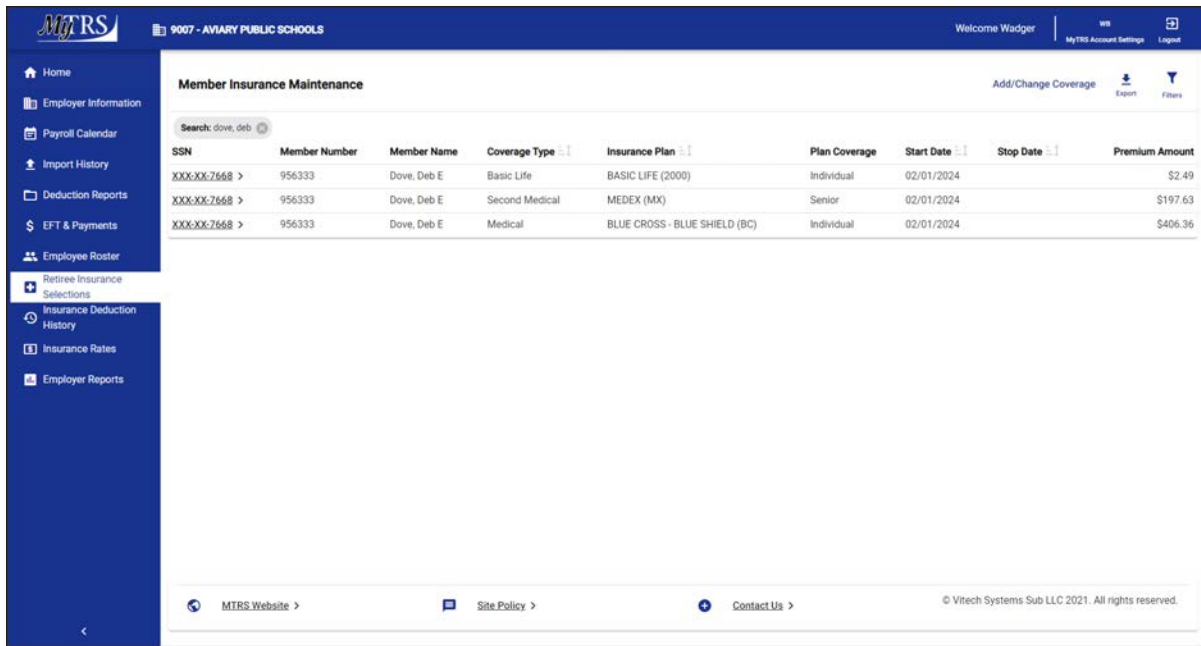 MyTRS
9007 - AVIARY PUBLIC SCHOOLS
Welcome Wadger
WB
MyTRS Account Settings
Logout
Home
Employer Information
Payroll Calendar
Import History
Deduction Reports
EFT & Payments
Employee Roster
Retiree Insurance
Selections
Insurance Deduction
History
Insurance Rates
Employer Reports
Member Insurance Maintenance
Add/Change Coverage
Export
Filters
Search: dove, deb
SSN Member Number Member Name Coverage Type Insurance Plan Plan Coverage Start Date Stop Date Premium Amount
XXX-XX-7668 > 956333 Dove, Deb E Basic Life BASIC LIFE (2000) Individual 02/01/2024 $2.49
XXX-XX-7668 > 956333 Dove, Deb E Second Medical MEDEX (MX) Senior 02/01/2024 $197.63
XXX-XX-7668 > 956333 Dove, Deb E Medical BLUE CROSS - BLUE SHIELD (BC) Individual 02/01/2024 $406.36
MTRS Website > Site Policy > Contact Us > © Vitech Systems Sub LLC 2021. All rights reserved.